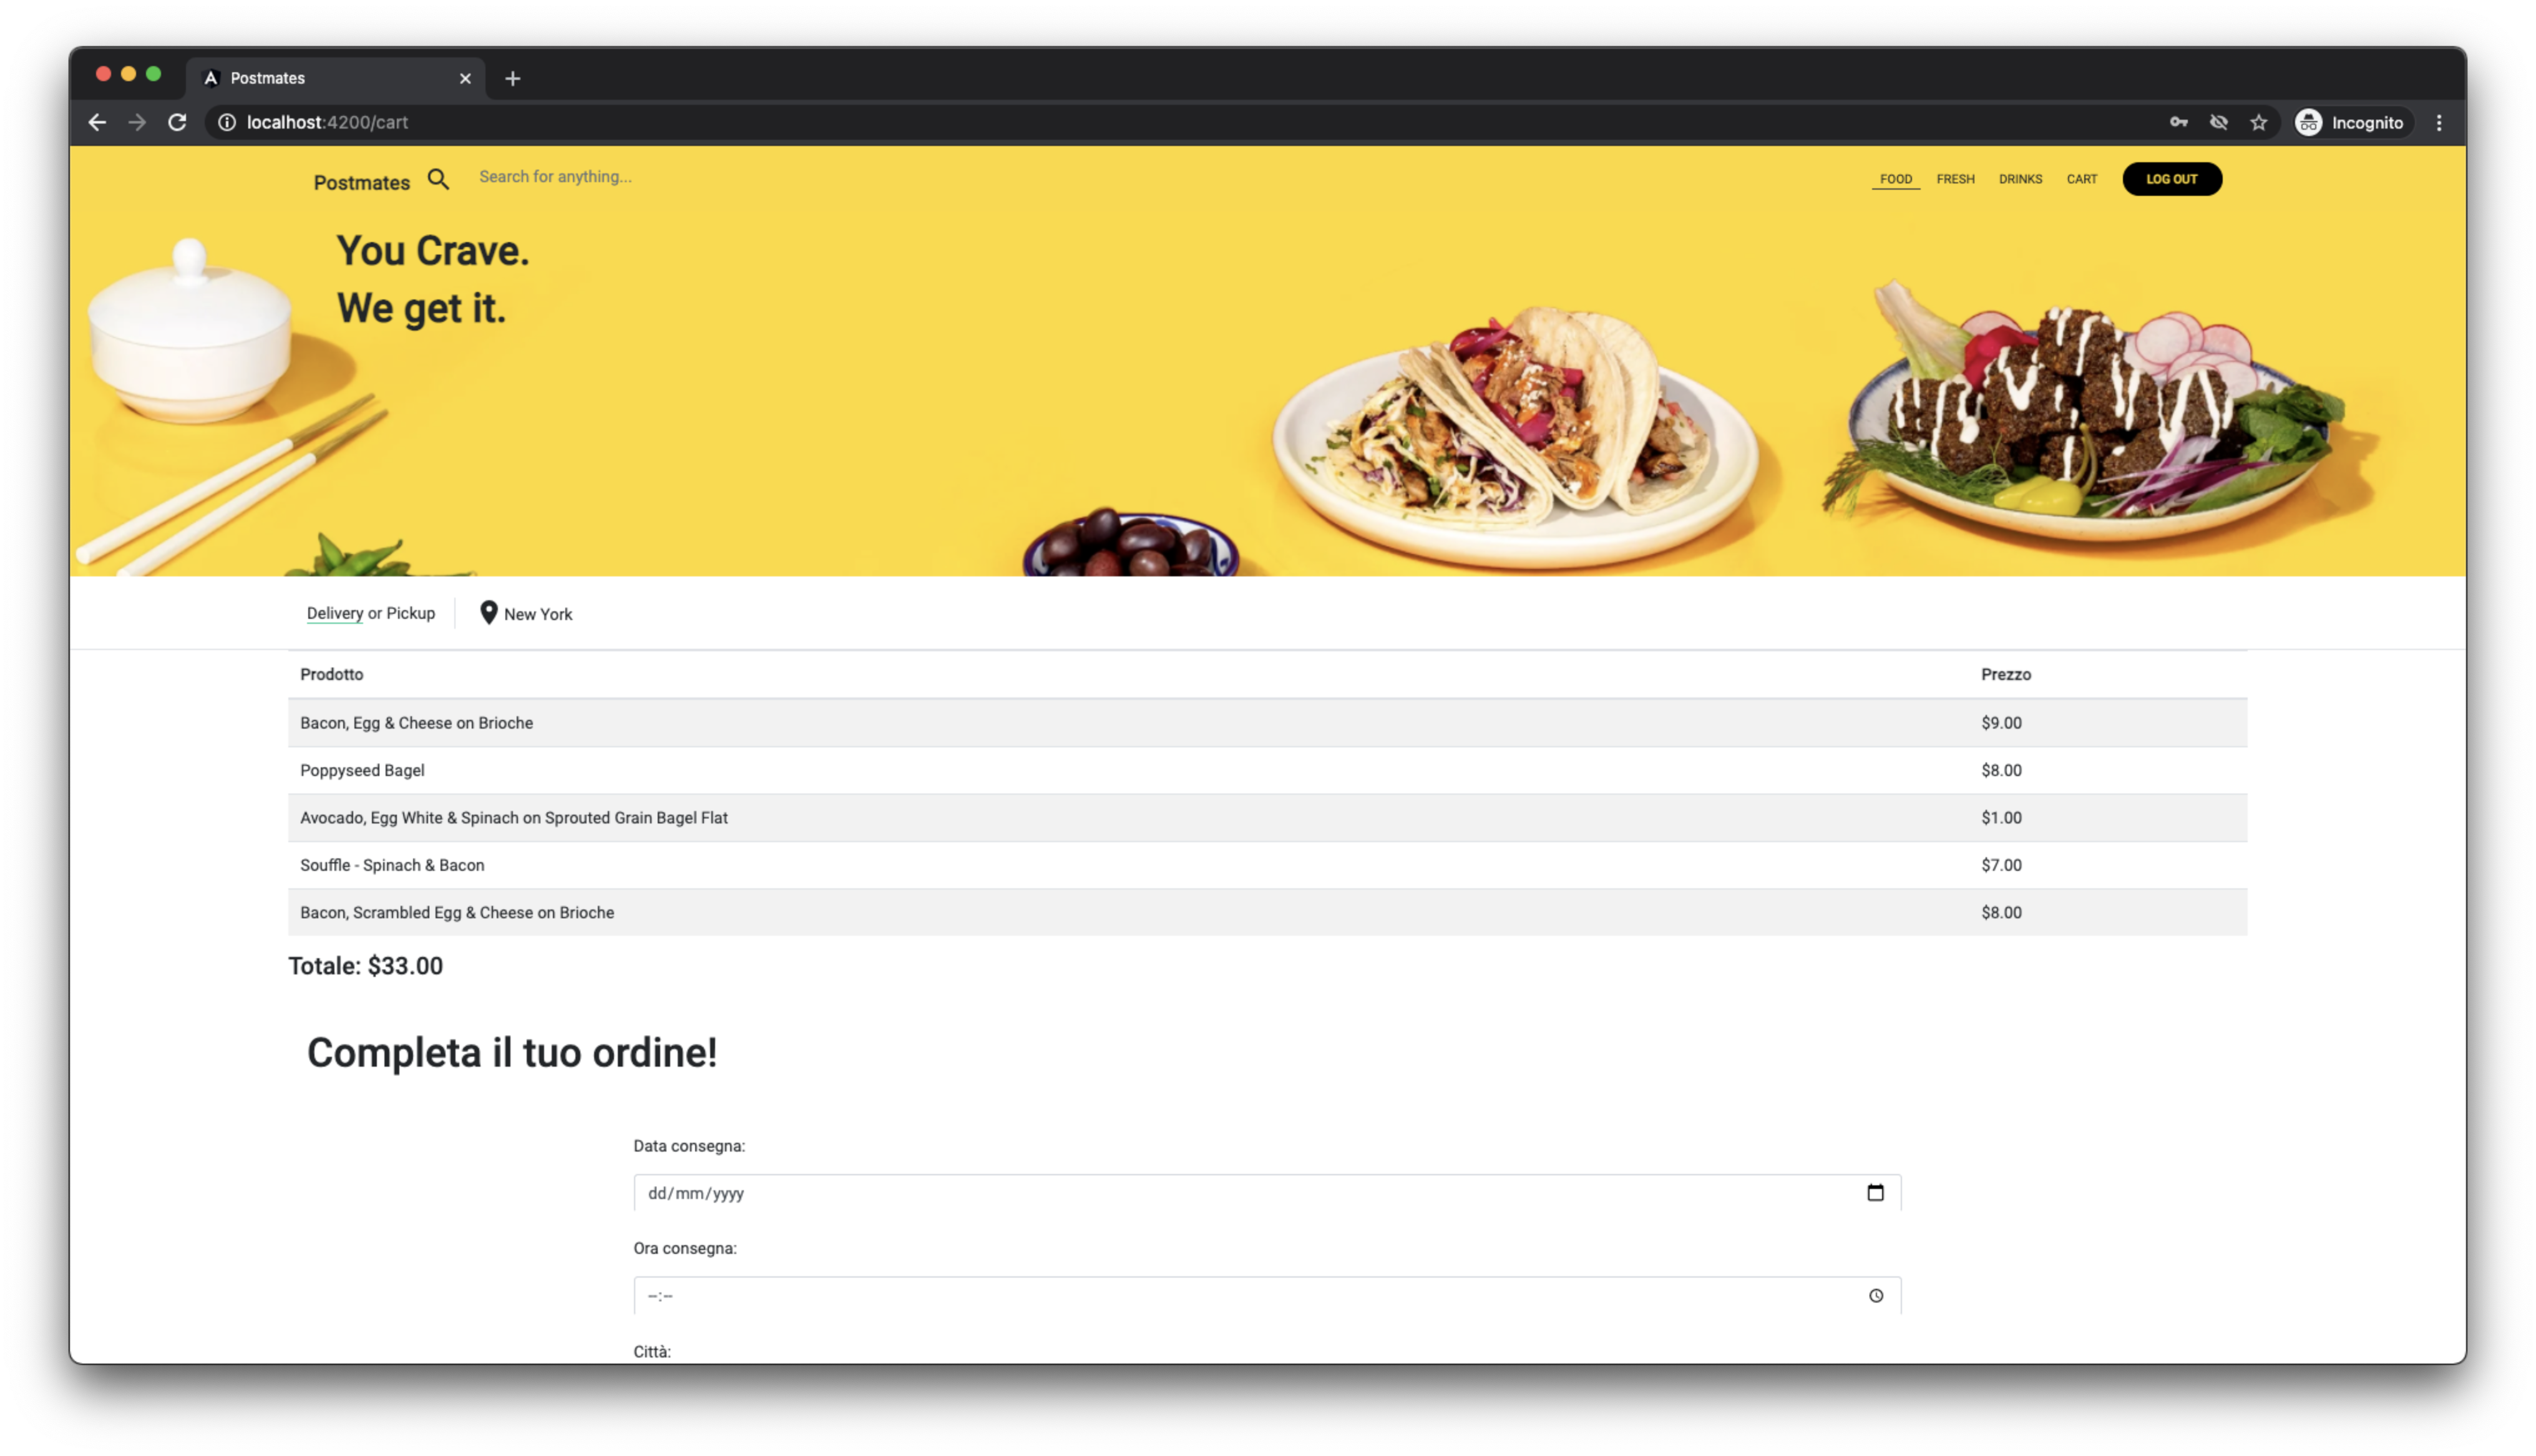 Postmates
localhost:4200/cart
Incognito
Postmates
Search for anything...
FOOD FRESH DRINKS CART LOG OUT
You Crave.
We get it.
Delivery or Pickup
New York
Prodotto Prezzo
Bacon, Egg & Cheese on Brioche $9.00
Poppyseed Bagel $8.00
Avocado, Egg White & Spinach on Sprouted Grain Bagel Flat $1.00
Souffle - Spinach & Bacon $7.00
Bacon, Scrambled Egg & Cheese on Brioche $8.00
Totale: $33.00
Completa il tuo ordine!
Data consegna:
dd/mm/yyyy
Ora consegna:
--:--
Città: